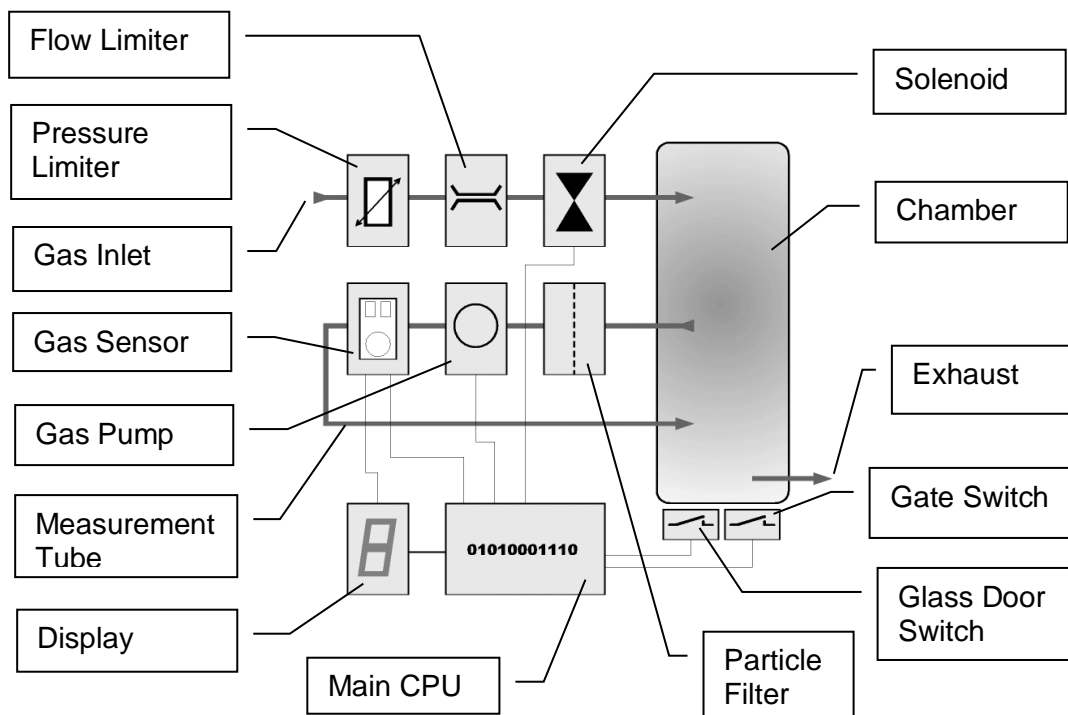 Flow Limiter
Solenoid
Pressure
Limiter
Chamber
Gas Inlet
Gas Sensor
Exhaust
Gas Pump
Gate Switch
Measurement
Tube
01010001110
Glass Door
Switch
Display
Particle
Filter
Main CPU